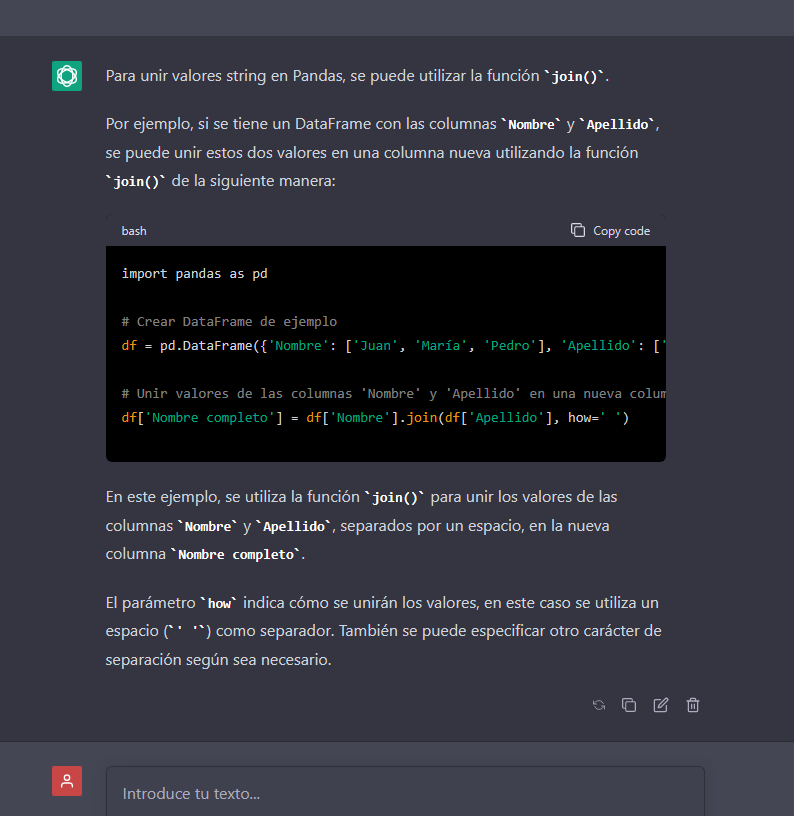 Para unir valores string en Pandas, se puede utilizar la función `join()`.
Por ejemplo, si se tiene un DataFrame con las columnas `Nombre` y `Apellido`,
se puede unir estos dos valores en una columna nueva utilizando la función
`join()` de la siguiente manera:
bash
Copy code
import pandas as pd
# Crear DataFrame de ejemplo
df = pd.DataFrame({'Nombre': ['Juan', 'María', 'Pedro'], 'Apellido': ['
# Unir valores de las columnas 'Nombre' y 'Apellido' en una nueva colum
df['Nombre completo'] = df['Nombre'].join(df['Apellido'], how=' ')
En este ejemplo, se utiliza la función `join()` para unir los valores de las
columnas `Nombre` y `Apellido`, separados por un espacio, en la nueva
columna `Nombre completo`.
El parámetro `how` indica cómo se unirán los valores, en este caso se utiliza un
espacio (`' '`) como separador. También se puede especificar otro carácter de
separación según sea necesario.
Introduce tu texto...